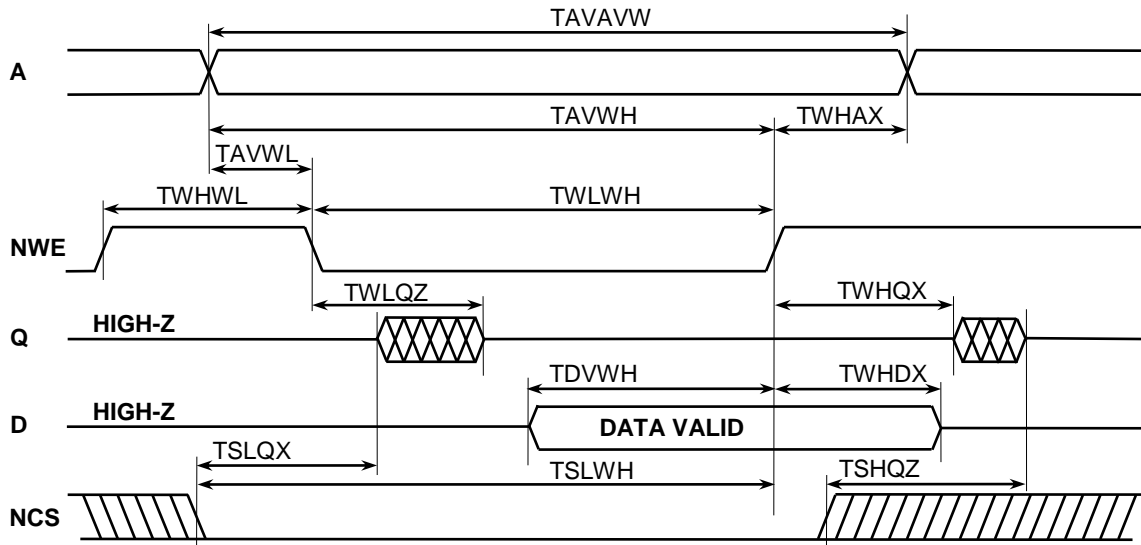 TAVAVW
A
TAVWH
TWHAX
TAVWL
TWHWL
TWLWH
NWE
TWLQZ
TWHQX
HIGH-Z
Q
TDVWH
TWHDX
HIGH-Z
D
DATA VALID
TSLQX
TSLWH
TSHQZ
NCS